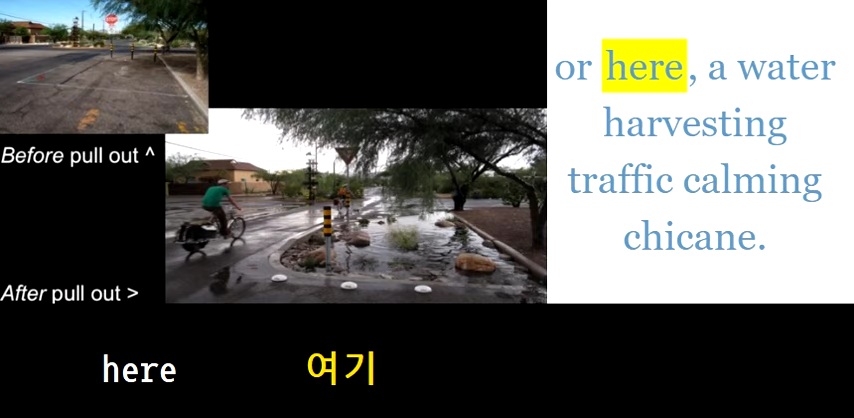 Before pull out ^
After pull out >
or here, a water
harvesting
traffic calming
chicane.
here 여기